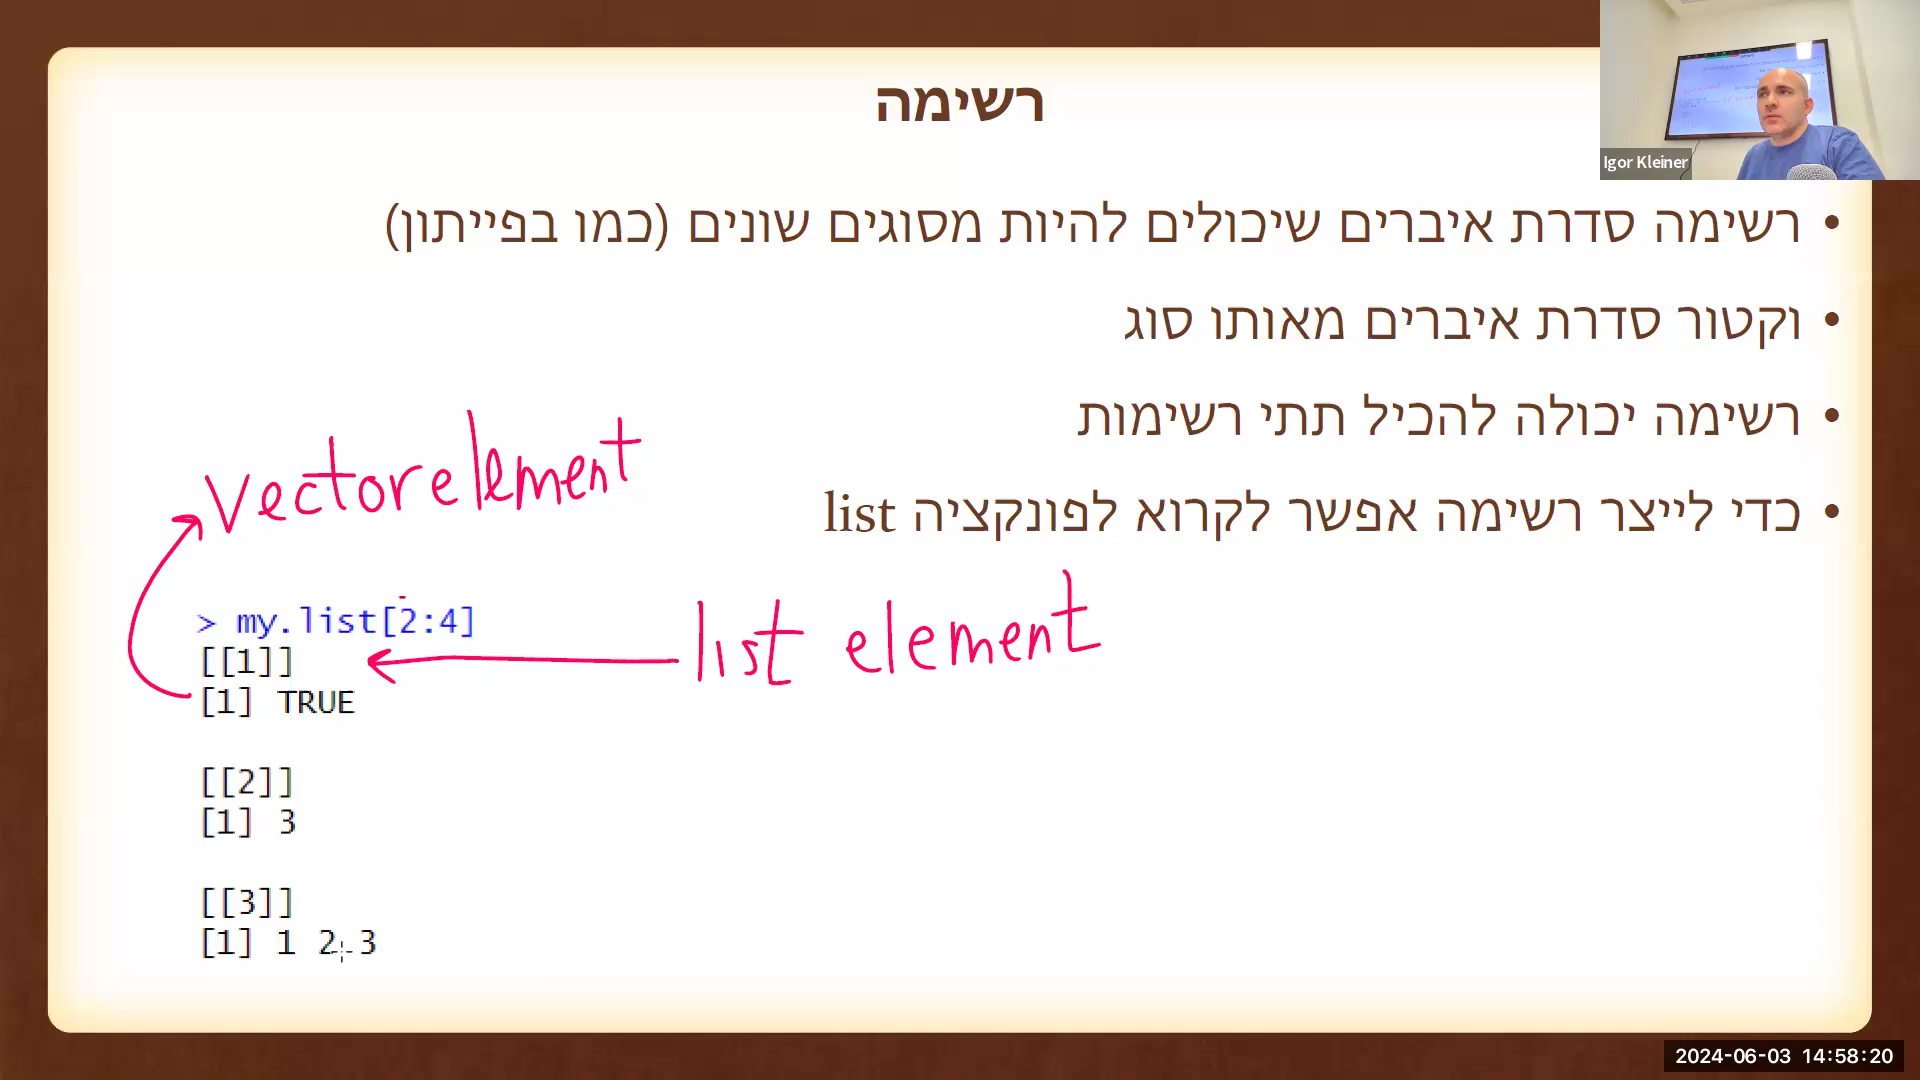 רשימה
Igor Kleiner
• רשימה סדרת איברים שיכולים להיות מסוגים שונים (כמו בפייתון)
• וקטור סדרת איברים מאותו סוג
• רשימה יכולה להכיל תתי רשימות
• כדי לייצר רשימה אפשר לקרוא לפונקציה list
Vector element
> my.list[2:4]
[[1]]
list element
[1] TRUE
[[2]]
[1] 3
[[3]]
[1] 1 2 3
2024-06-03 14:58:20